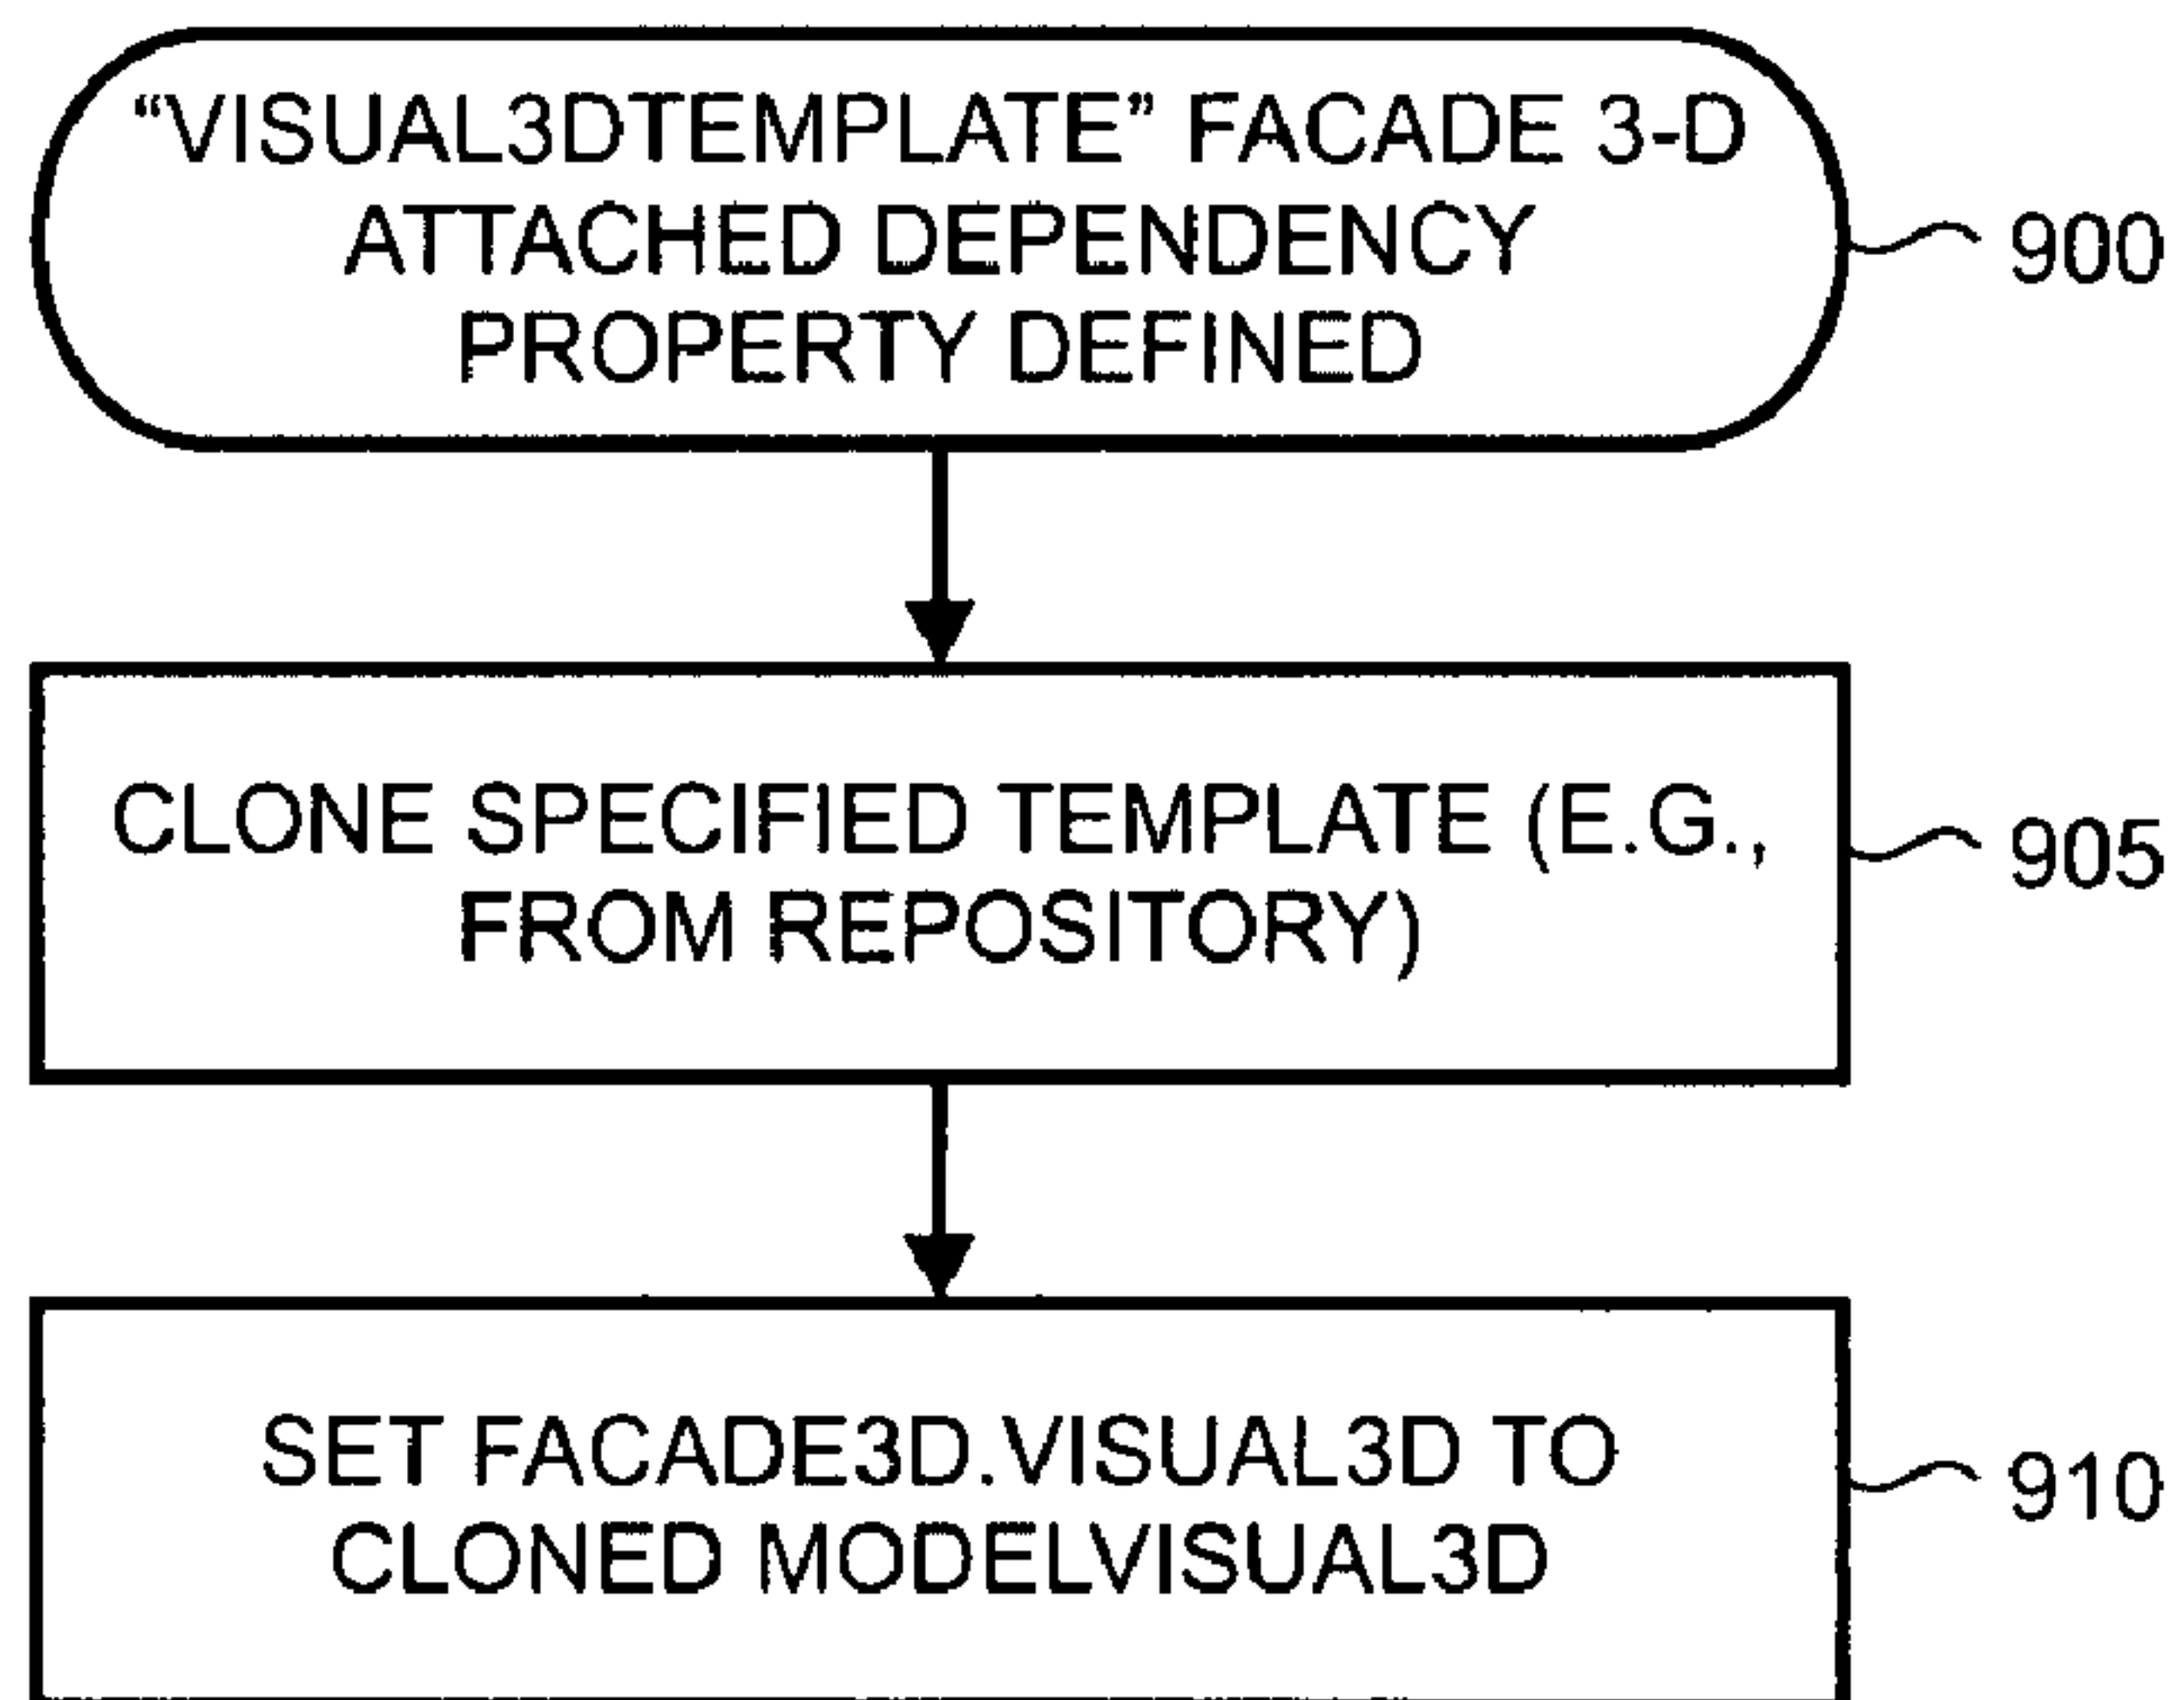 “VISUAL3DTEMPLATE” FACADE 3-D
ATTACHED DEPENDENCY
PROPERTY DEFINED
900
CLONE SPECIFIED TEMPLATE (E.G.,
FROM REPOSITORY)
905
SET FACADE3D.VISUAL3D TO
CLONED MODELVISUAL3D
910